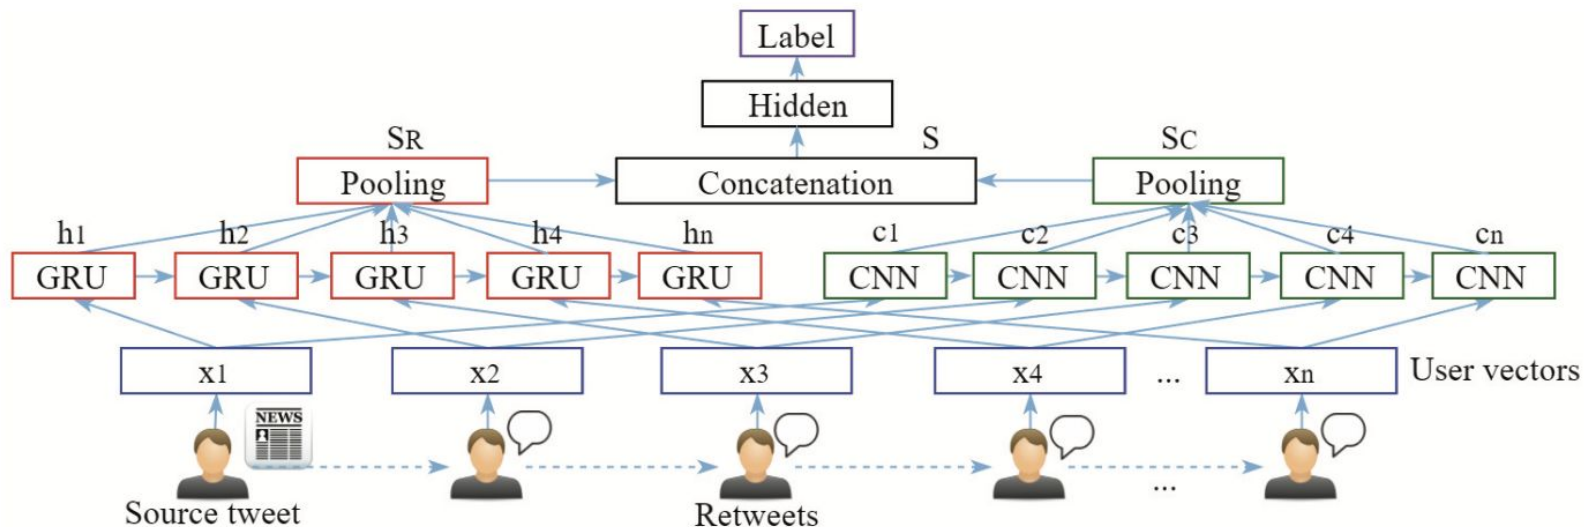 Label
Hidden
SR S SC
Pooling Concatenation Pooling
h1 h2 h3 h4 hn c1 c2 c3 c4 cn
GRU GRU GRU GRU GRU CNN CNN CNN CNN CNN
x1 x2 x3 x4 ... xn User vectors
NEWS
...
Source tweet Retweets